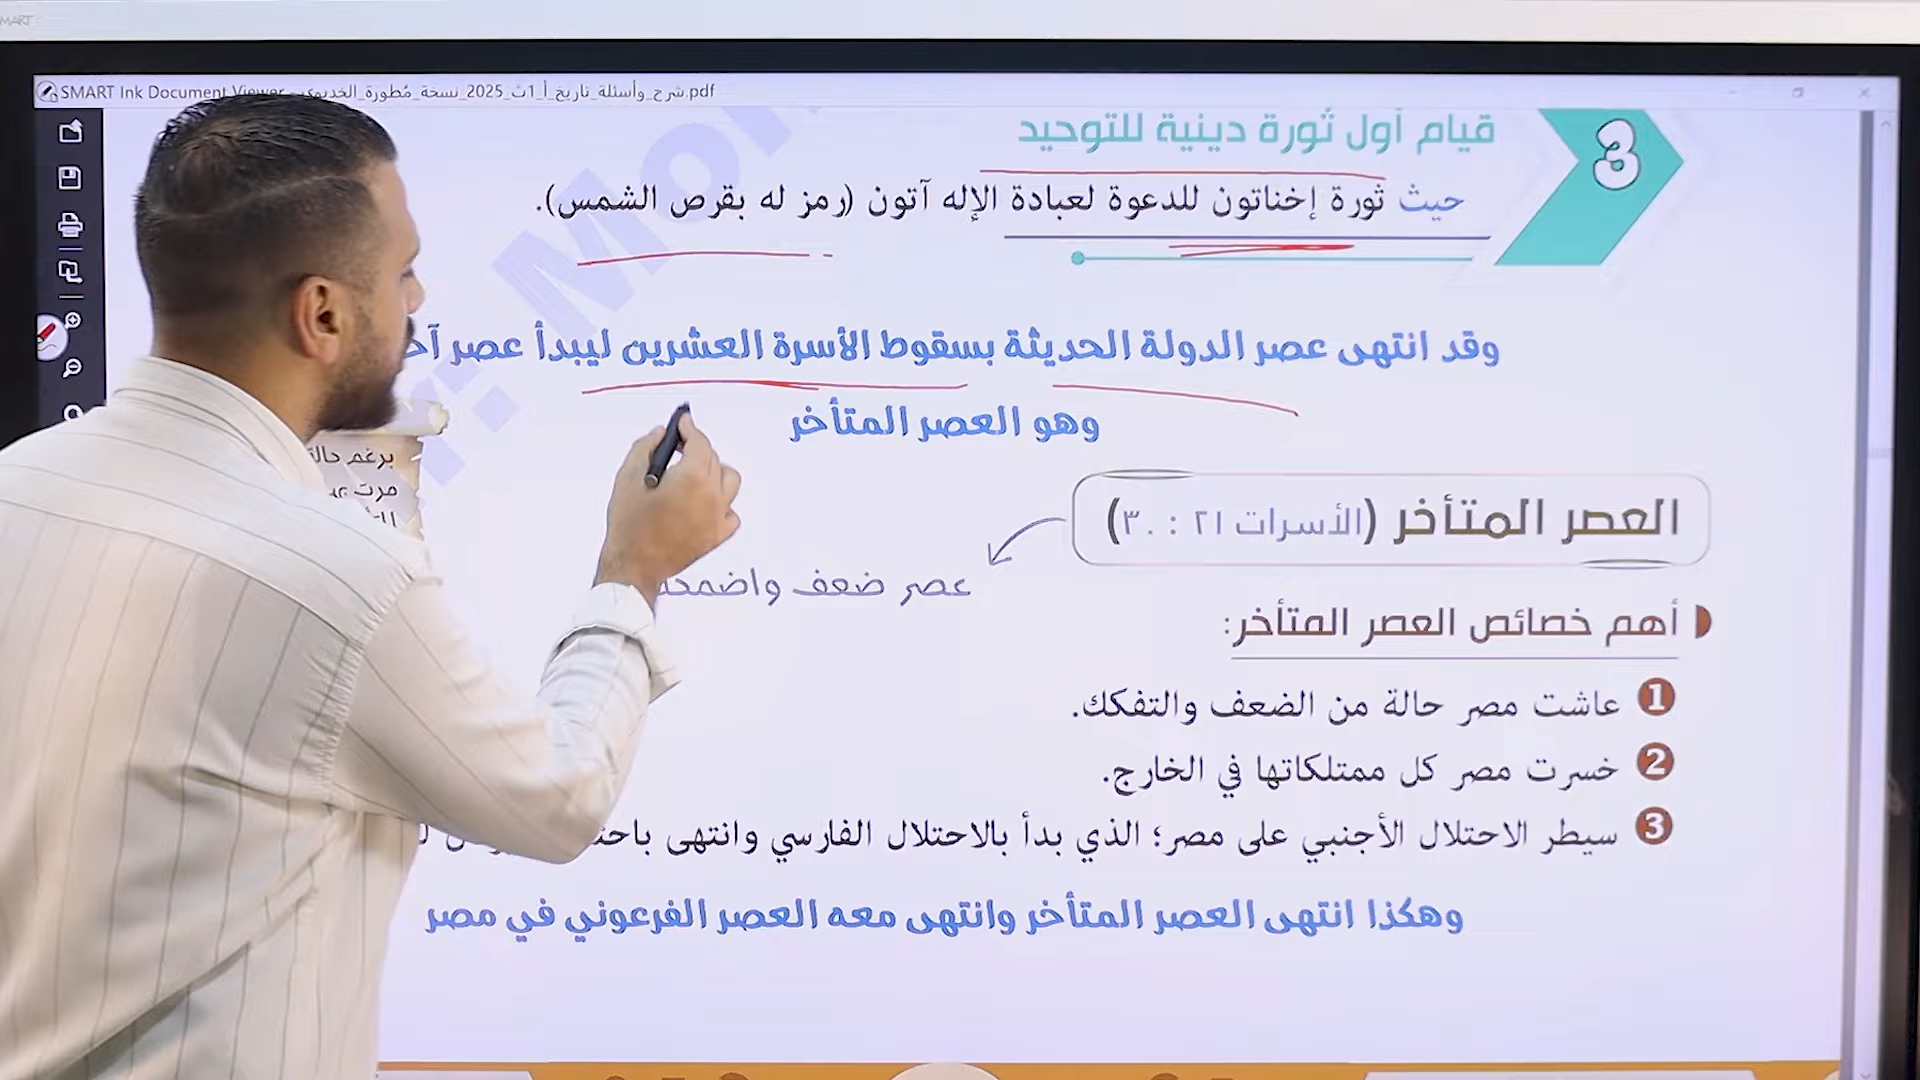 SMART
SMART Ink Document Viewer - شرح_وأسئلة_تاريخ_أ_1ث_2025_نسخة_مُطورة_الخديوي.pdf
3
قيام أول ثورة دينية للتوحيد
حيث ثورة إخناتون للدعوة لعبادة الإله آتون (رمز له بقرص الشمس).
وقد انتهى عصر الدولة الحديثة بسقوط الأسرة العشرين ليبدأ عصر
وهو العصر المتأخر
برغم
مرت
العصر المتأخر (الأسرات ٢١ : ٣٠)
عصر ضعف
أهم خصائص العصر المتأخر:
1 عاشت مصر حالة من الضعف والتفكك.
2 خسرت مصر كل ممتلكاتها في الخارج.
3 سيطر الاحتلال الأجنبي على مصر؛ الذي بدأ بالاحتلال الفارسي وانتهى
وهكذا انتهى العصر المتأخر وانتهى معه العصر الفرعوني في مصر